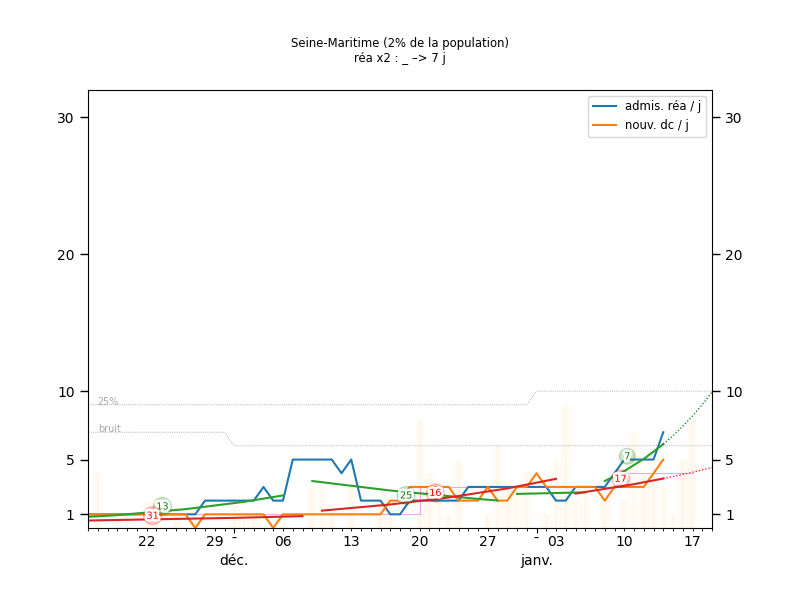 Seine-Maritime (2% de la population)
réa x2 : _ –> 7 j
admis. réa / j
nouv. dc / j
30 30
20 20
10 10
25%
bruit
5 5
7
17
25 16
13
31
1 1
22 29 - 06 13 20 27 - 03 10 17
déc. janv.